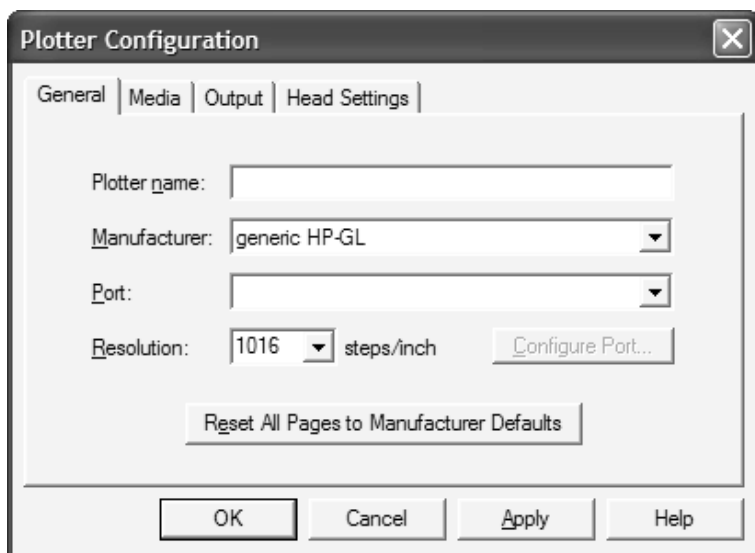 Plotter Configuration
General Media Output Head Settings
Plotter name:
Manufacturer: generic HP-GL
Port:
Resolution: 1016 steps/inch Configure Port...
Reset All Pages to Manufacturer Defaults
OK Cancel Apply Help